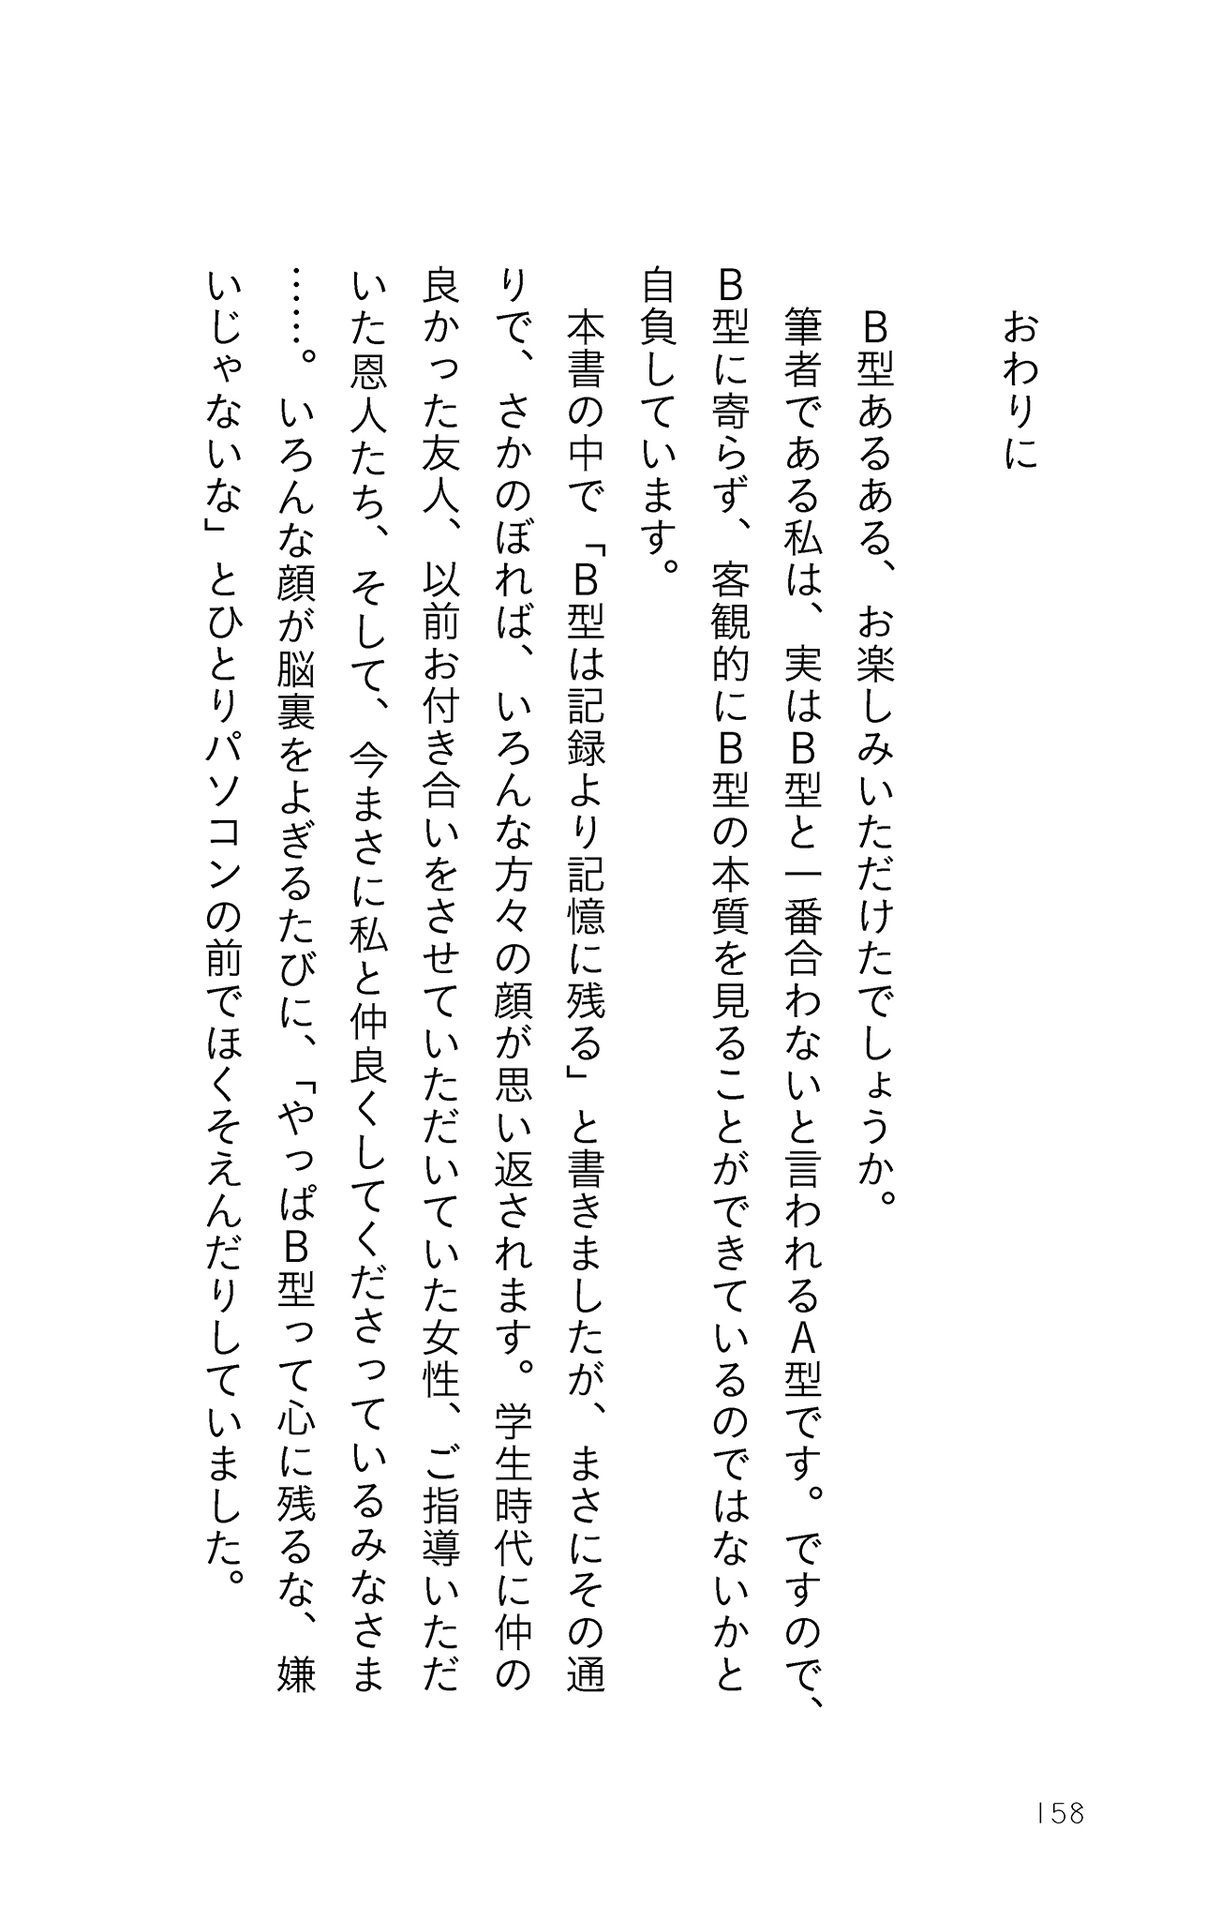 おわりに
B型あるある、お楽しみいただけたでしょうか。
筆者である私は、実はB型と一番合わないと言われるA型です。ですので、
B型に寄らず、客観的にB型の本質を見ることができているのではないかと
自負しています。
本書の中で「B型は記録より記憶に残る」と書きましたが、まさにその通
りで、さかのぼれば、いろんな方々の顔が思い返されます。学生時代に仲の
良かった友人、以前お付き合いをさせていただいていた女性、ご指導いただ
いた恩人たち、そして、今まさに私と仲良くしてくださっているみなさま
……。いろんな顔が脳裏をよぎるたびに、「やっぱB型って心に残るな、嫌
いじゃないな」とひとりパソコンの前でほくそえんだりしていました。
158